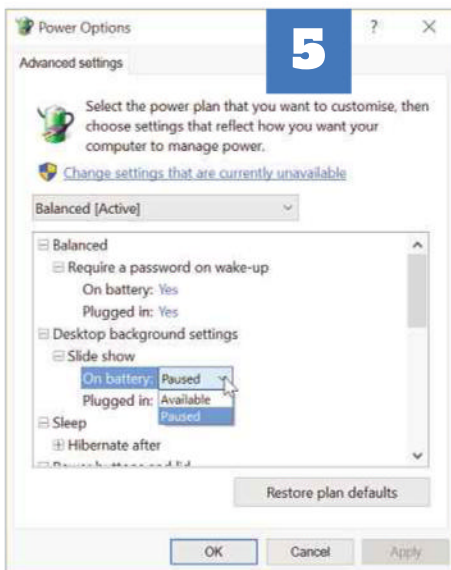 Power Options
5
?
Advanced settings
Select the power plan that you want to customise, then
choose settings that reflect how you want your
computer to manage power.
Change settings that are currently unavailable
Balanced [Active]
Balanced
Require a password on wake-up
On battery: Yes
Plugged in: Yes
Desktop background settings
Slide show
On battery: Paused
Plugged in: Available
Paused
Sleep
Hibernate after
Restore plan defaults
OK Cancel Apply